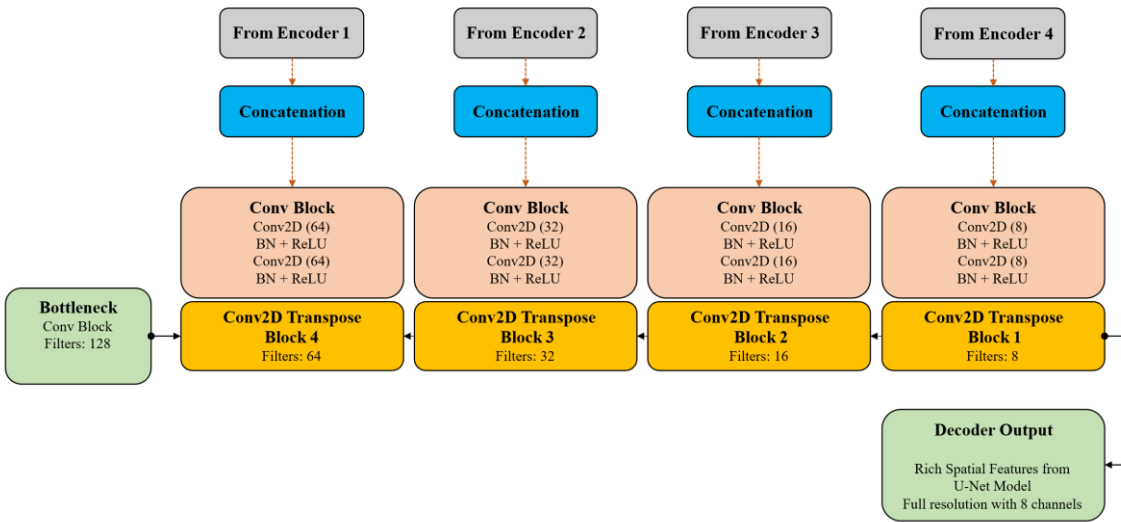 From Encoder 1
From Encoder 2
From Encoder 3
From Encoder 4
Concatenation
Concatenation
Concatenation
Concatenation
Conv Block
Conv2D (64)
BN + ReLU
Conv2D (64)
BN + ReLU
Conv Block
Conv2D (32)
BN + ReLU
Conv2D (32)
BN + ReLU
Conv Block
Conv2D (16)
BN + ReLU
Conv2D (16)
BN + ReLU
Conv Block
Conv2D (8)
BN + ReLU
Conv2D (8)
BN + ReLU
Bottleneck
Conv Block
Filters: 128
Conv2D Transpose
Block 4
Filters: 64
Conv2D Transpose
Block 3
Filters: 32
Conv2D Transpose
Block 2
Filters: 16
Conv2D Transpose
Block 1
Filters: 8
Decoder Output
Rich Spatial Features from
U-Net Model
Full resolution with 8 channels